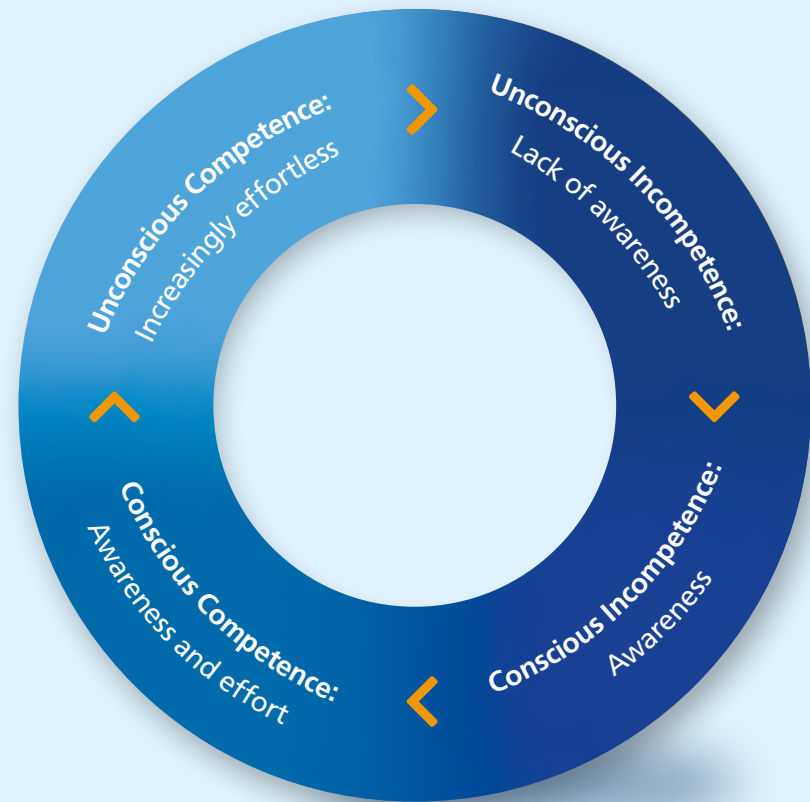 Unconscious Competence:
Increasingly effortless
Unconscious Incompetence:
Lack of awareness
Conscious Competence:
Awareness and effort
Conscious Incompetence:
Awareness